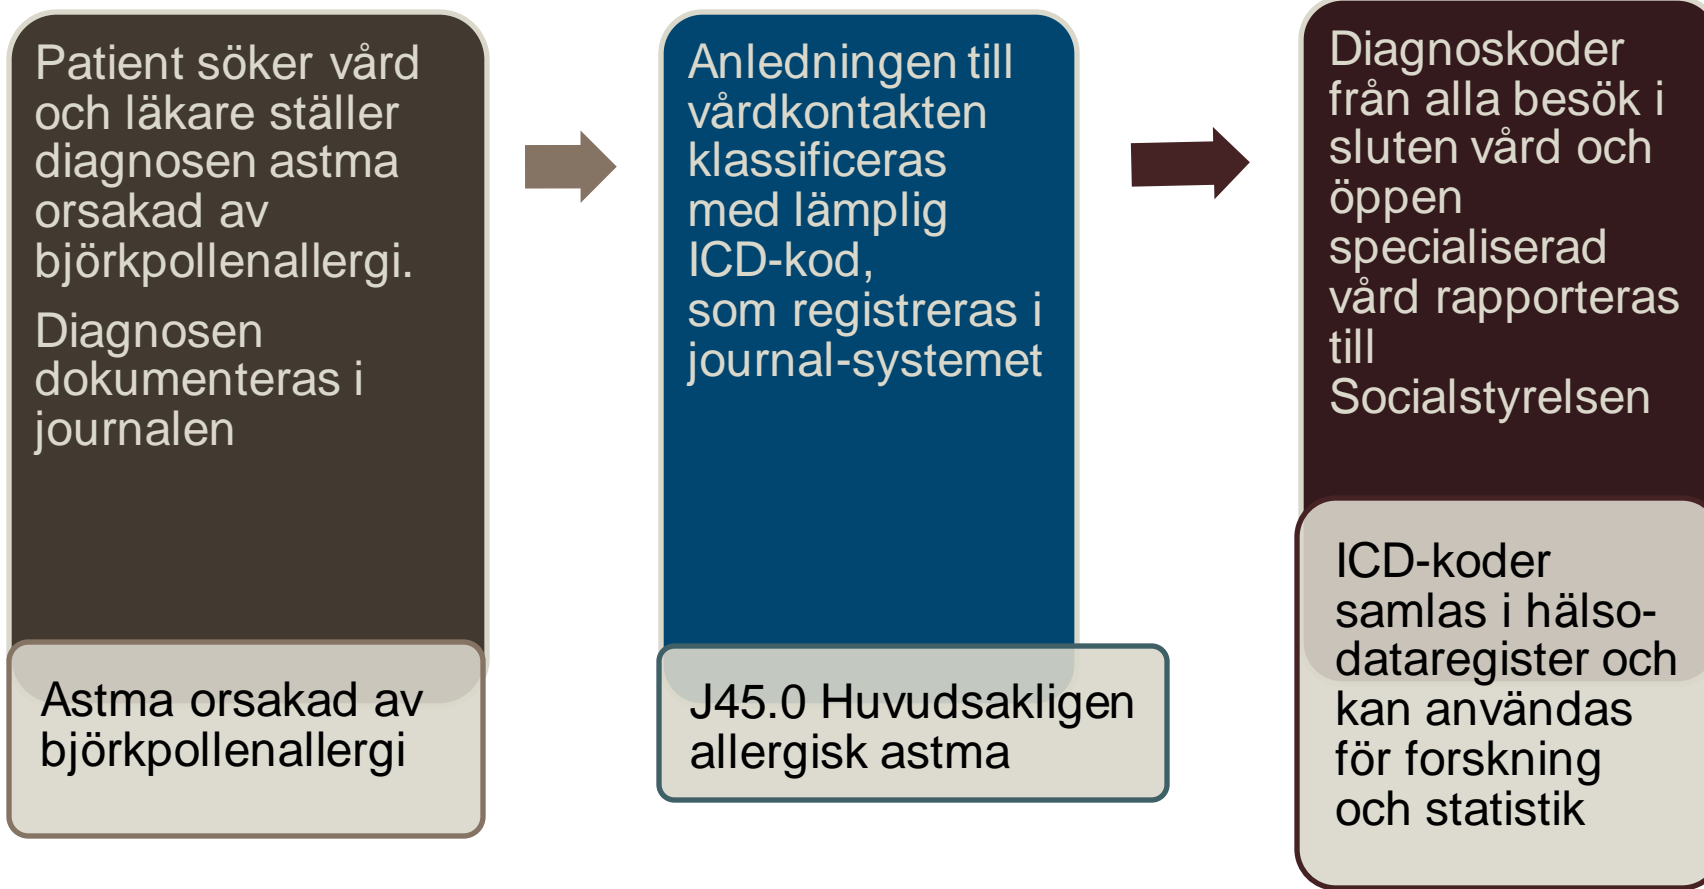 Patient söker vård
och läkare ställer
diagnosen astma
orsakad av
björkpollenallergi.
Diagnosen
dokumenteras i
journalen
Astma orsakad av
björkpollenallergi
Anledningen till
vårdkontakten
klassificeras
med lämplig
ICD-kod,
som registreras i
journal-systemet
J45.0 Huvudsakligen
allergisk astma
Diagnoskoder
från alla besök i
sluten vård och
öppen
specialiserad
vård rapporteras
till
Socialstyrelsen
ICD-koder
samlas i hälso-
dataregister och
kan användas
för forskning
och statistik